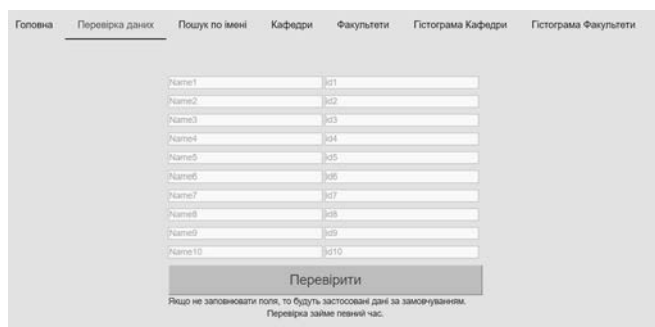 Головна Перевірка даних Пошук по імені Кафедри Факультети Гістограма Кафедри Гістограма Факультети
Name1 id1
Name2 id2
Name3 id3
Name4 id4
Name5 id5
Name6 id6
Name7 id7
Name8 id8
Name9 id9
Name10 id10
Перевірити
Якщо не заповнювати поля, то будуть застосовані дані за замовчуванням.
Перевірка займе певний час.